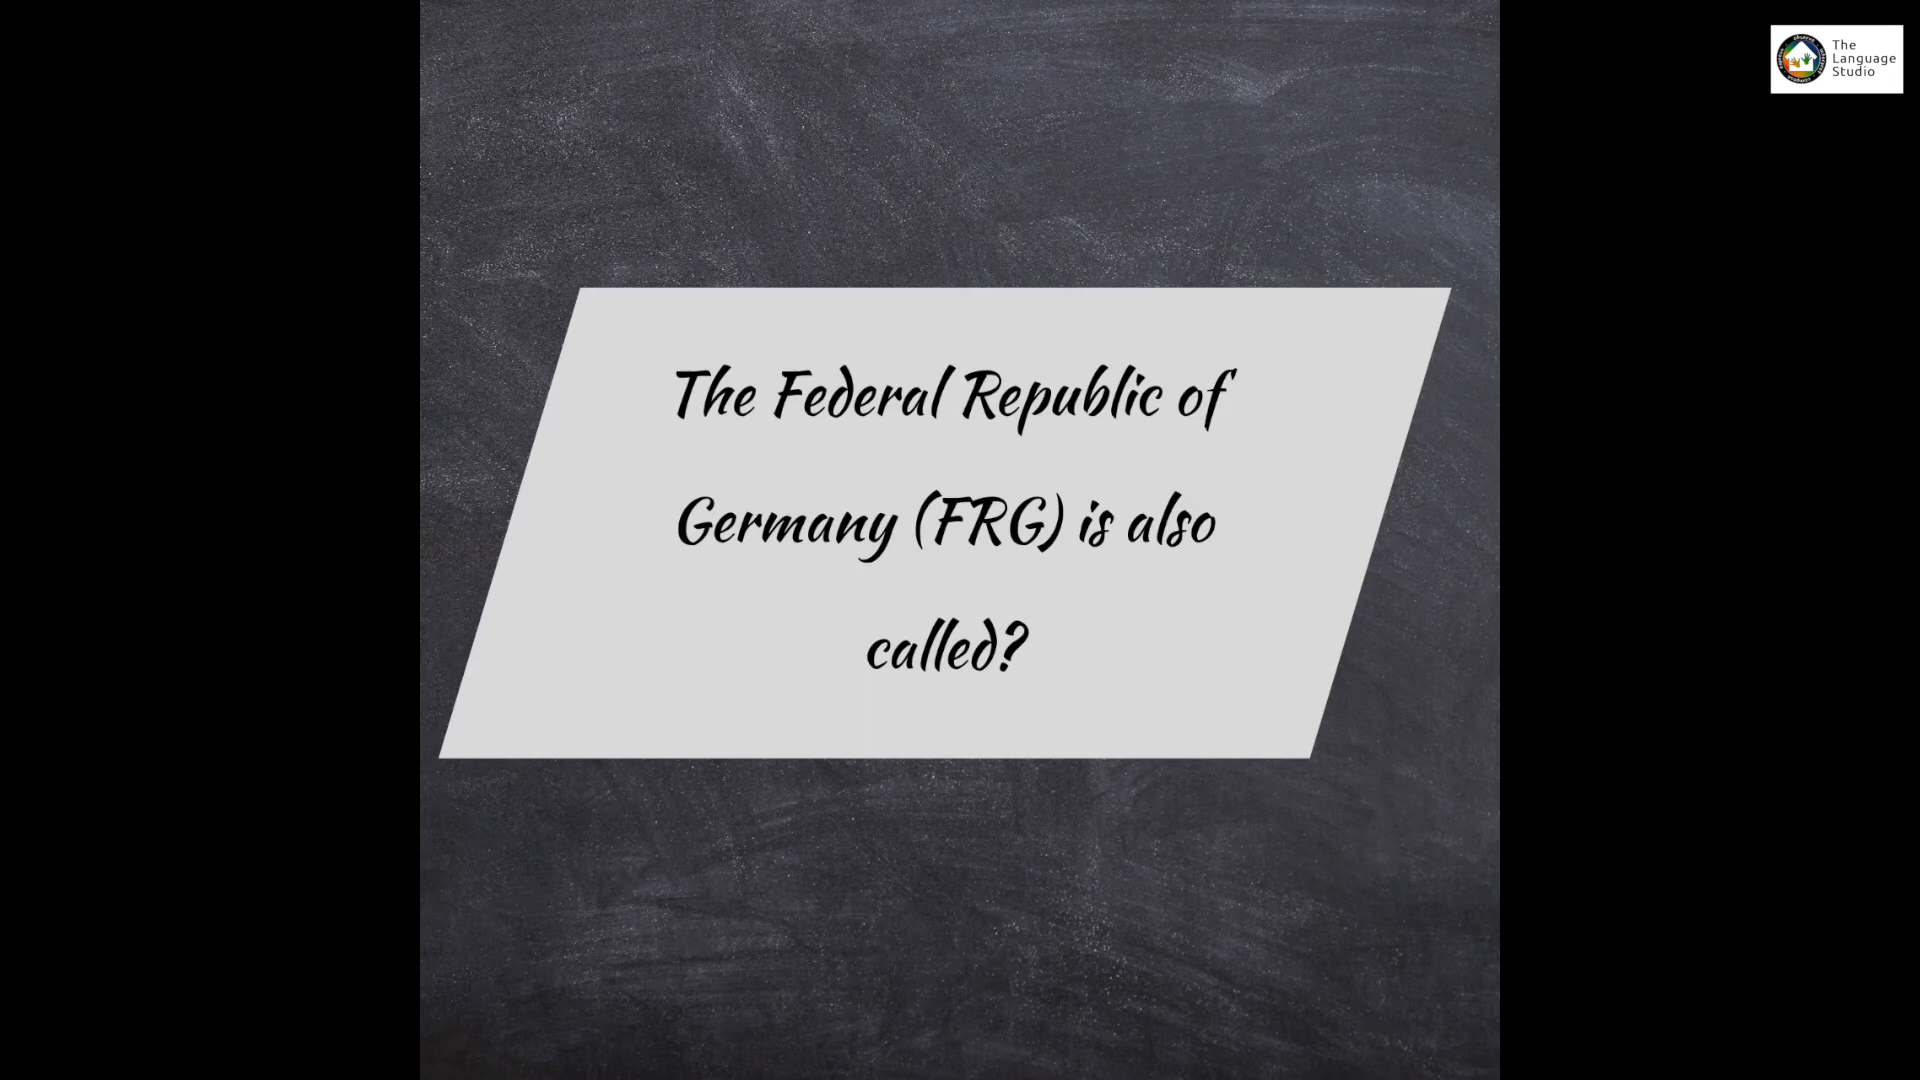 The Federal Republic of
Germany (FRG) is also
called?
The
Language
Studio